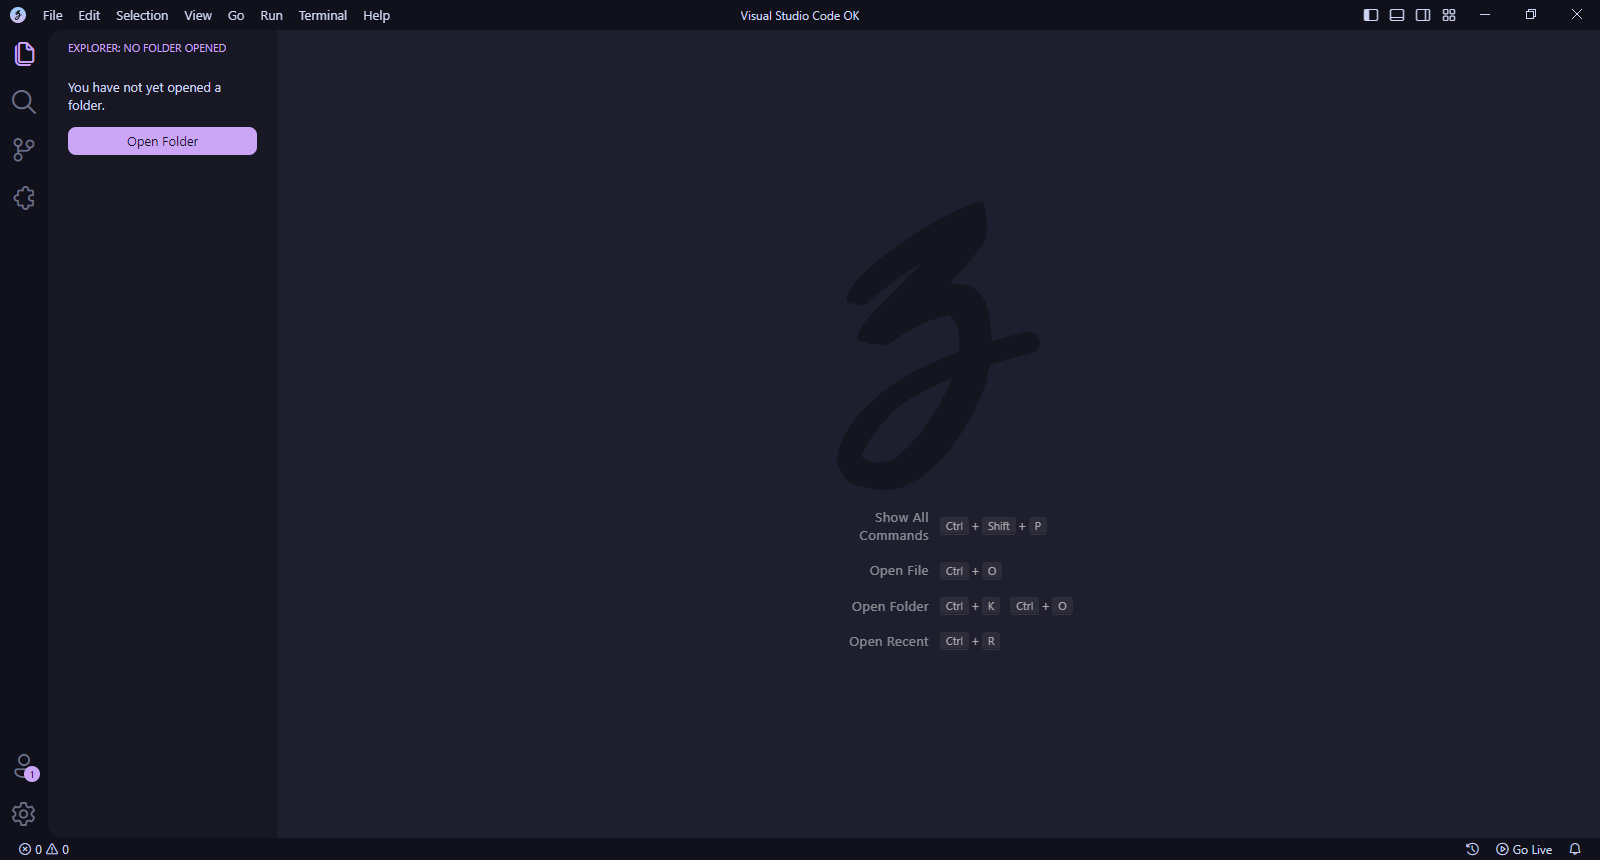 File Edit Selection View Go Run Terminal Help
Visual Studio Code OK
EXPLORER: NO FOLDER OPENED
You have not yet opened a
folder.
Open Folder
Show All
Commands
Ctrl + Shift + P
Open File Ctrl + O
Open Folder Ctrl + K Ctrl + O
Open Recent Ctrl + R
1
0 0
Go Live